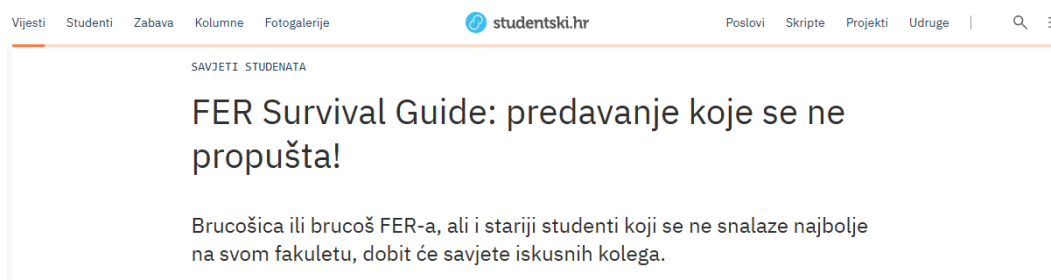 Vijesti Studenti Zabava Kolumne Fotogalerije studentski.hr Poslovi Skripte Projekti Udruge
SAVJETI STUDENATA
FER Survival Guide: predavanje koje se ne
propušta!
Brucošica ili brucoš FER-a, ali i stariji studenti koji se ne snalaze najbolje
na svom fakultetu, dobit će savjete iskusnih kolega.